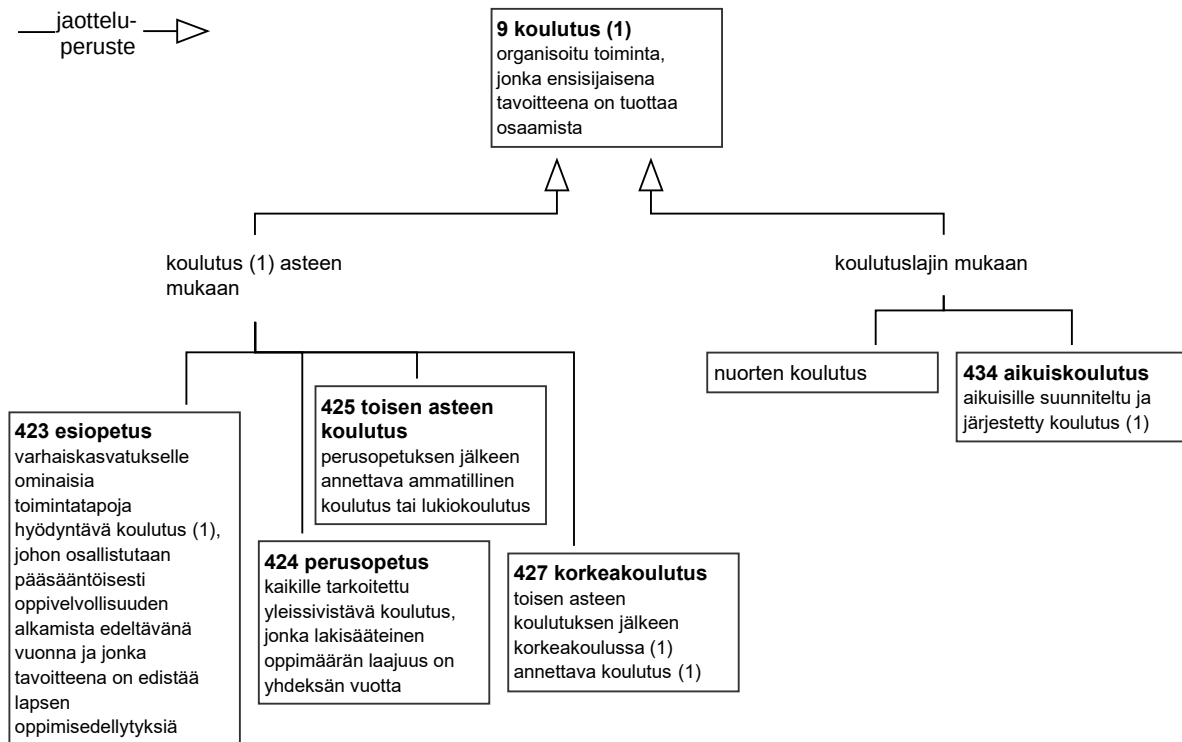 jaottelu-
peruste
9 koulutus (1)
organisoitu toiminta,
jonka ensisijaisena
tavoitteena on tuottaa
osaamista
koulutus (1) asteen
mukaan
koulutuslajin mukaan
nuorten koulutus
434 aikuiskoulutus
aikuisille suunniteltu ja
järjestetty koulutus (1)
425 toisen asteen
koulutus
perusopetuksen jälkeen
annettava ammatillinen
koulutus tai lukiokoulutus
423 esiopetus
varhaiskasvatukselle
ominaisia
toimintatapoja
hyödyntävä koulutus (1),
johon osallistutaan
pääsääntöisesti
oppivelvollisuuden
alkamista edeltävänä
vuonna ja jonka
tavoitteena on edistää
lapsen
oppimisedellytyksiä
424 perusopetus
kaikille tarkoitettu
yleissivistävä koulutus,
jonka lakisääteinen
oppimäärän laajuus on
yhdeksän vuotta
427 korkeakoulutus
toisen asteen
koulutuksen jälkeen
korkeakoulussa (1)
annettava koulutus (1)